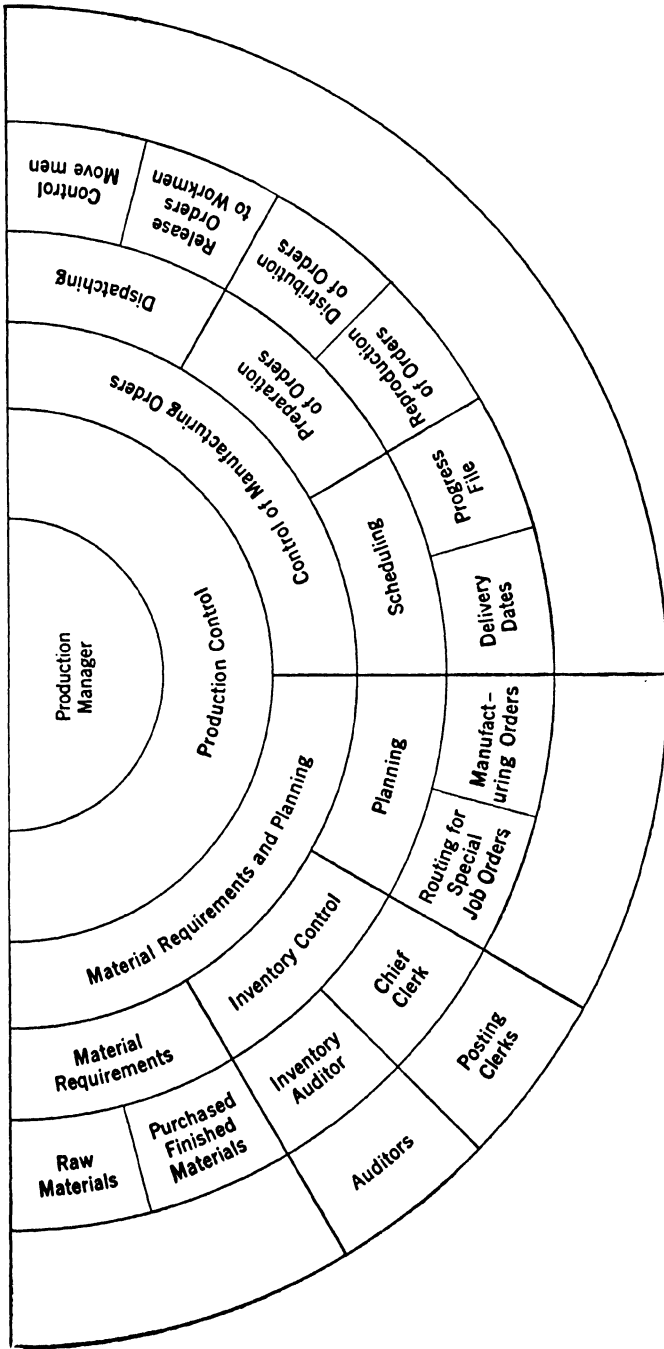 Production
Manager
Production Control
Control of Manufacturing Orders
Material Requirements and Planning
Dispatching
Preparation
of Orders
Scheduling
Planning
Inventory Control
Material
Requirements
Control
Move men
Release
Orders
to Workmen
Distribution
of Orders
Reproduction
of Orders
Progress
File
Delivery
Dates
Manufact-
uring Orders
Routing for
Special
Job Orders
Chief
Clerk
Inventory
Auditor
Purchased
Finished
Materials
Raw
Materials
Posting
Clerks
Auditors